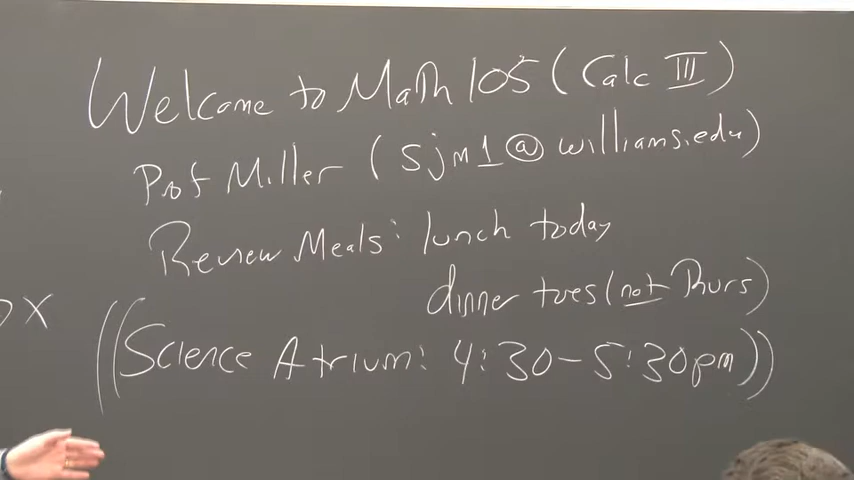 Welcome to Math 105 (Calc III)
Prof Miller (sjm1@williams.edu)
Review Meals: lunch today
dinner tues (not Thurs)
((Science Atrium: 4:30-5:30pm))
X